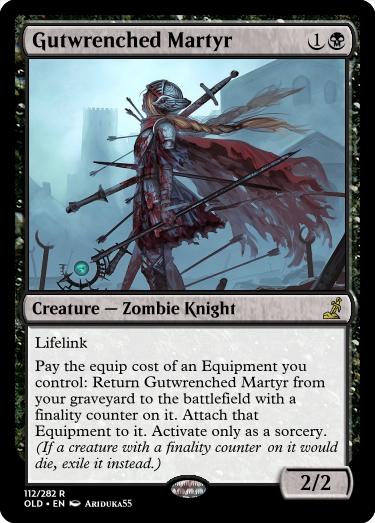 Gutwrenched Martyr 1
Creature — Zombie Knight
Lifelink
Pay the equip cost of an Equipment you
control: Return Gutwrenched Martyr from
your graveyard to the battlefield with a
finality counter on it. Attach that
Equipment to it. Activate only as a sorcery.
(If a creature with a finality counter on it would
die, exile it instead.)
2/2
112/282 R
OLD • EN Ariduka55